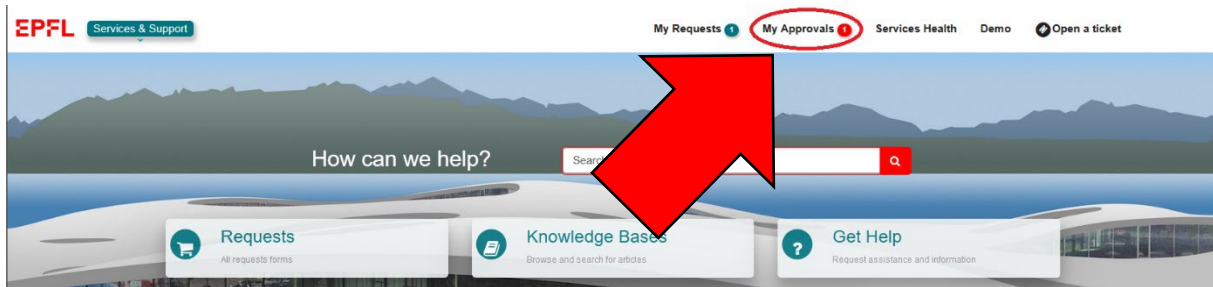 EPFL Services & Support My Requests 1 My Approvals 1 Services Health Demo Open a ticket
How can we help?
Requests Knowledge Bases Get Help
All requests forms Browse and search for articles Request assistance and information